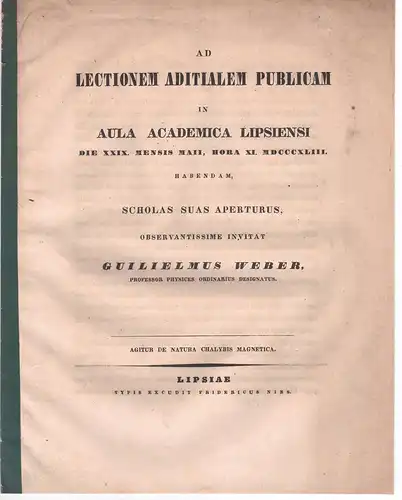 AD
LECTIONEM ADITIALEM PUBLICAM
IN
AULA ACADEMICA LIPSIENSI
DIE XXIX. MENSIS MAII, HORA XI. MDCCCXLIII.
HABENDAM,
SCHOLAS SUAS APERTURUS,
OBSERVANTISSIME INVITAT
GUILIELMUS WEBER,
PROFESSOR PHYSICES ORDINARIUS DESIGNATUS.
AGITUR DE NATURA CHALYBIS MAGNETICA.
LIPSIAE
TYPIS EXCUDIT FRIDERICUS NIES.